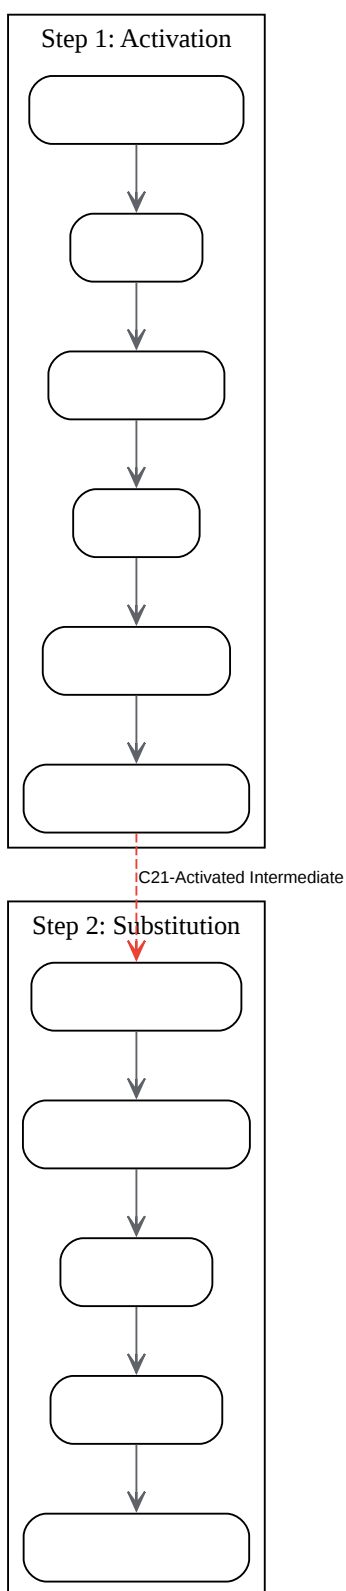 Step 1: Activation
C21-Activated Intermediate
Step 2: Substitution